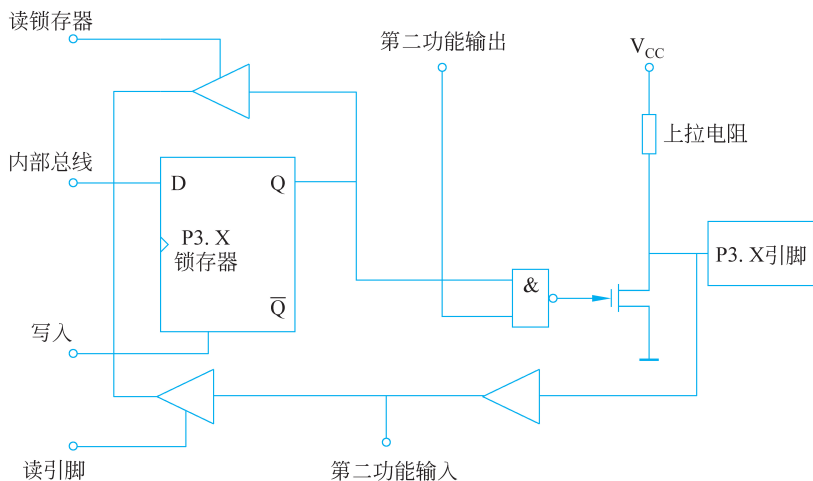 读锁存器
第二功能输出
V_CC
上拉电阻
内部总线
D
Q
P3. X
锁存器
&
P3. X引脚
Q̅
写入
读引脚
第二功能输入